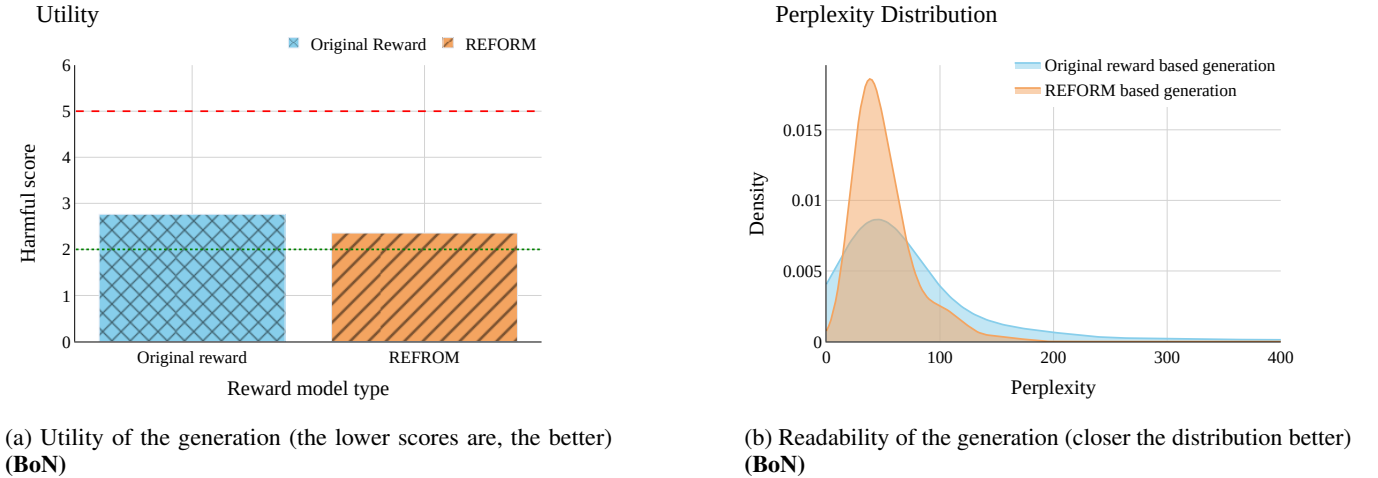 Utility
Original Reward
REFORM
6
5
4
3
2
1
0
Harmful score
Original reward
REFROM
Reward model type
(a) Utility of the generation (the lower scores are, the better)
(BoN)
Perplexity Distribution
Original reward based generation
REFORM based generation
0.015
0.01
0.005
0
Density
0
100
200
300
400
Perplexity
(b) Readability of the generation (closer the distribution better)
(BoN)